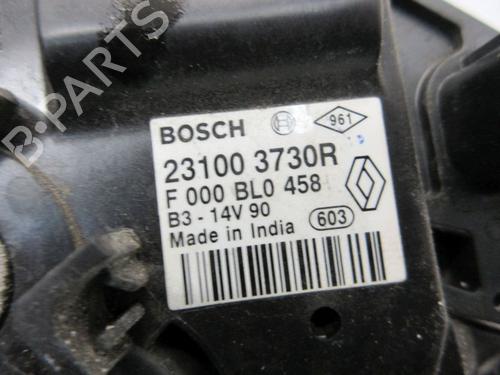 BOSCH 961
23100 3730R
F 000 BL0 458
B3 - 14V 90
Made in India 603
B-PARTS